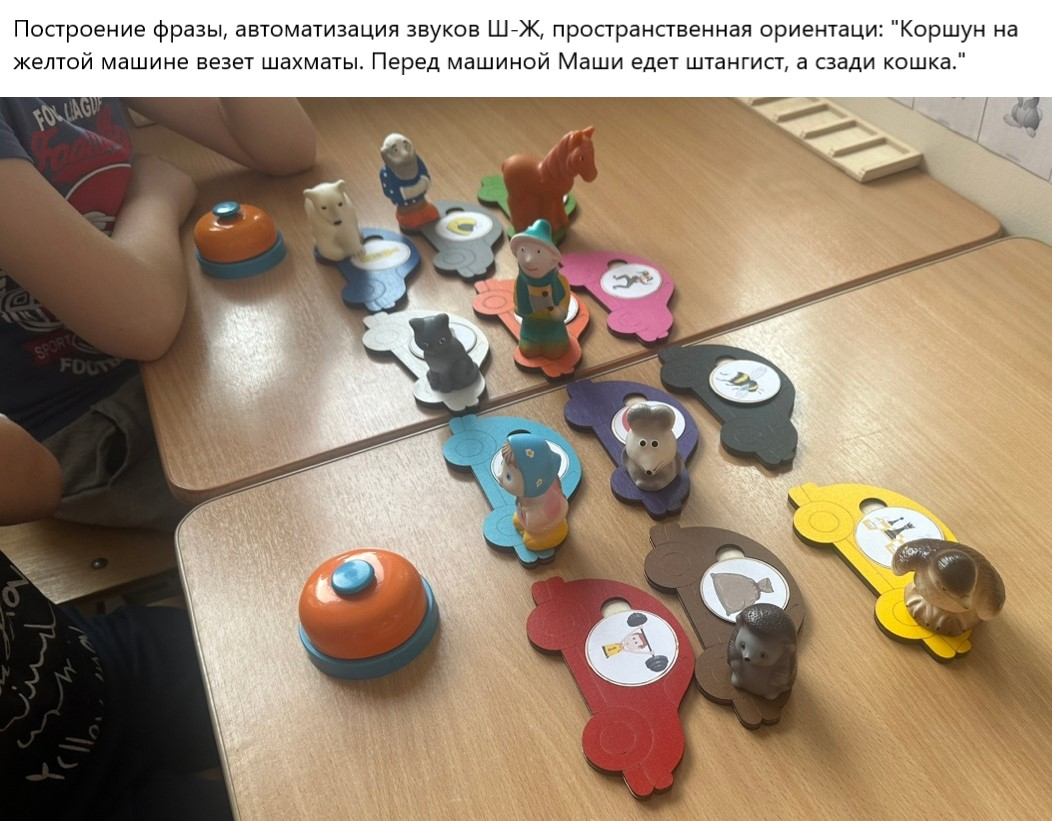 Построение фразы, автоматизация звуков Ш-Ж, пространственная ориентаци: "Коршун на
желтой машине везет шахматы. Перед машиной Маши едет штангист, а сзади кошка."